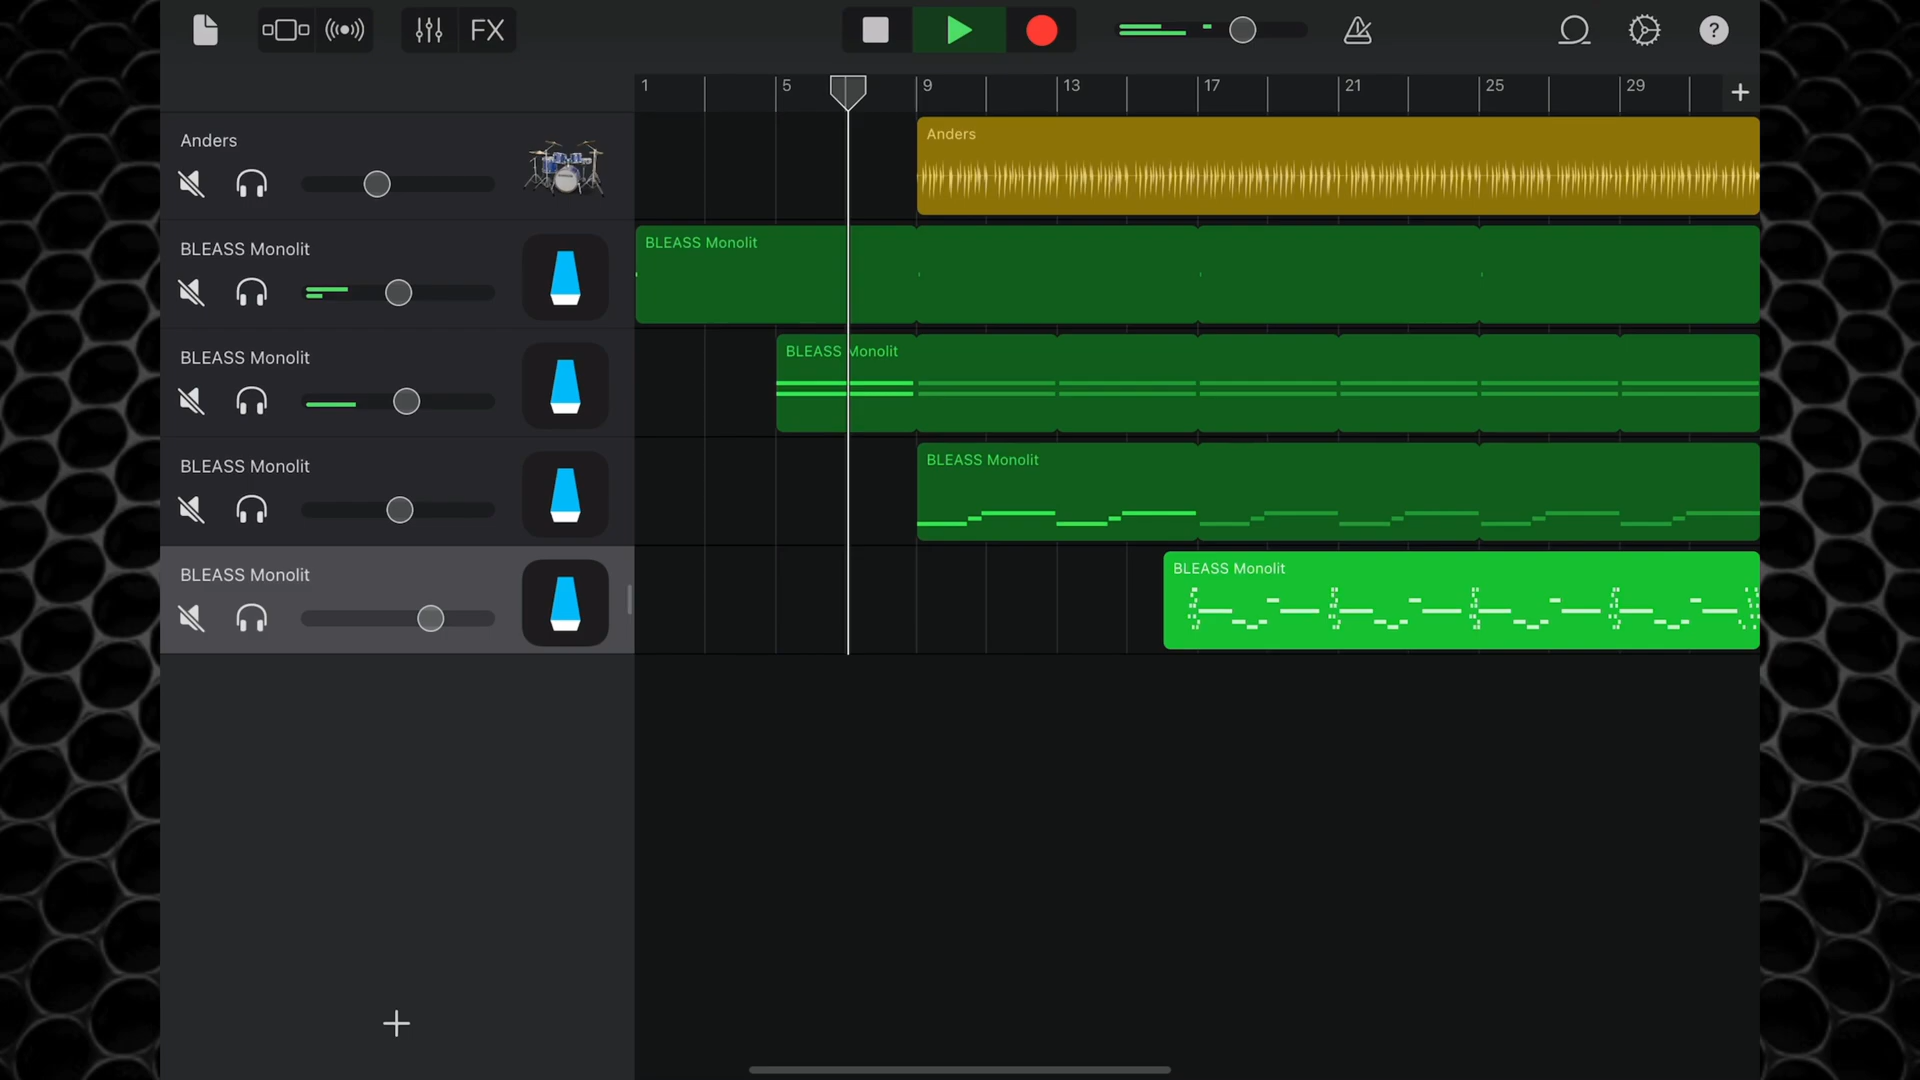 FX
?
1 5 9 13 17 21 25 29 +
Anders
Anders
BLEASS Monolit
BLEASS Monolit
BLEASS Monolit
BLEASS Monolit
BLEASS Monolit
BLEASS Monolit
BLEASS Monolit
BLEASS Monolit
+